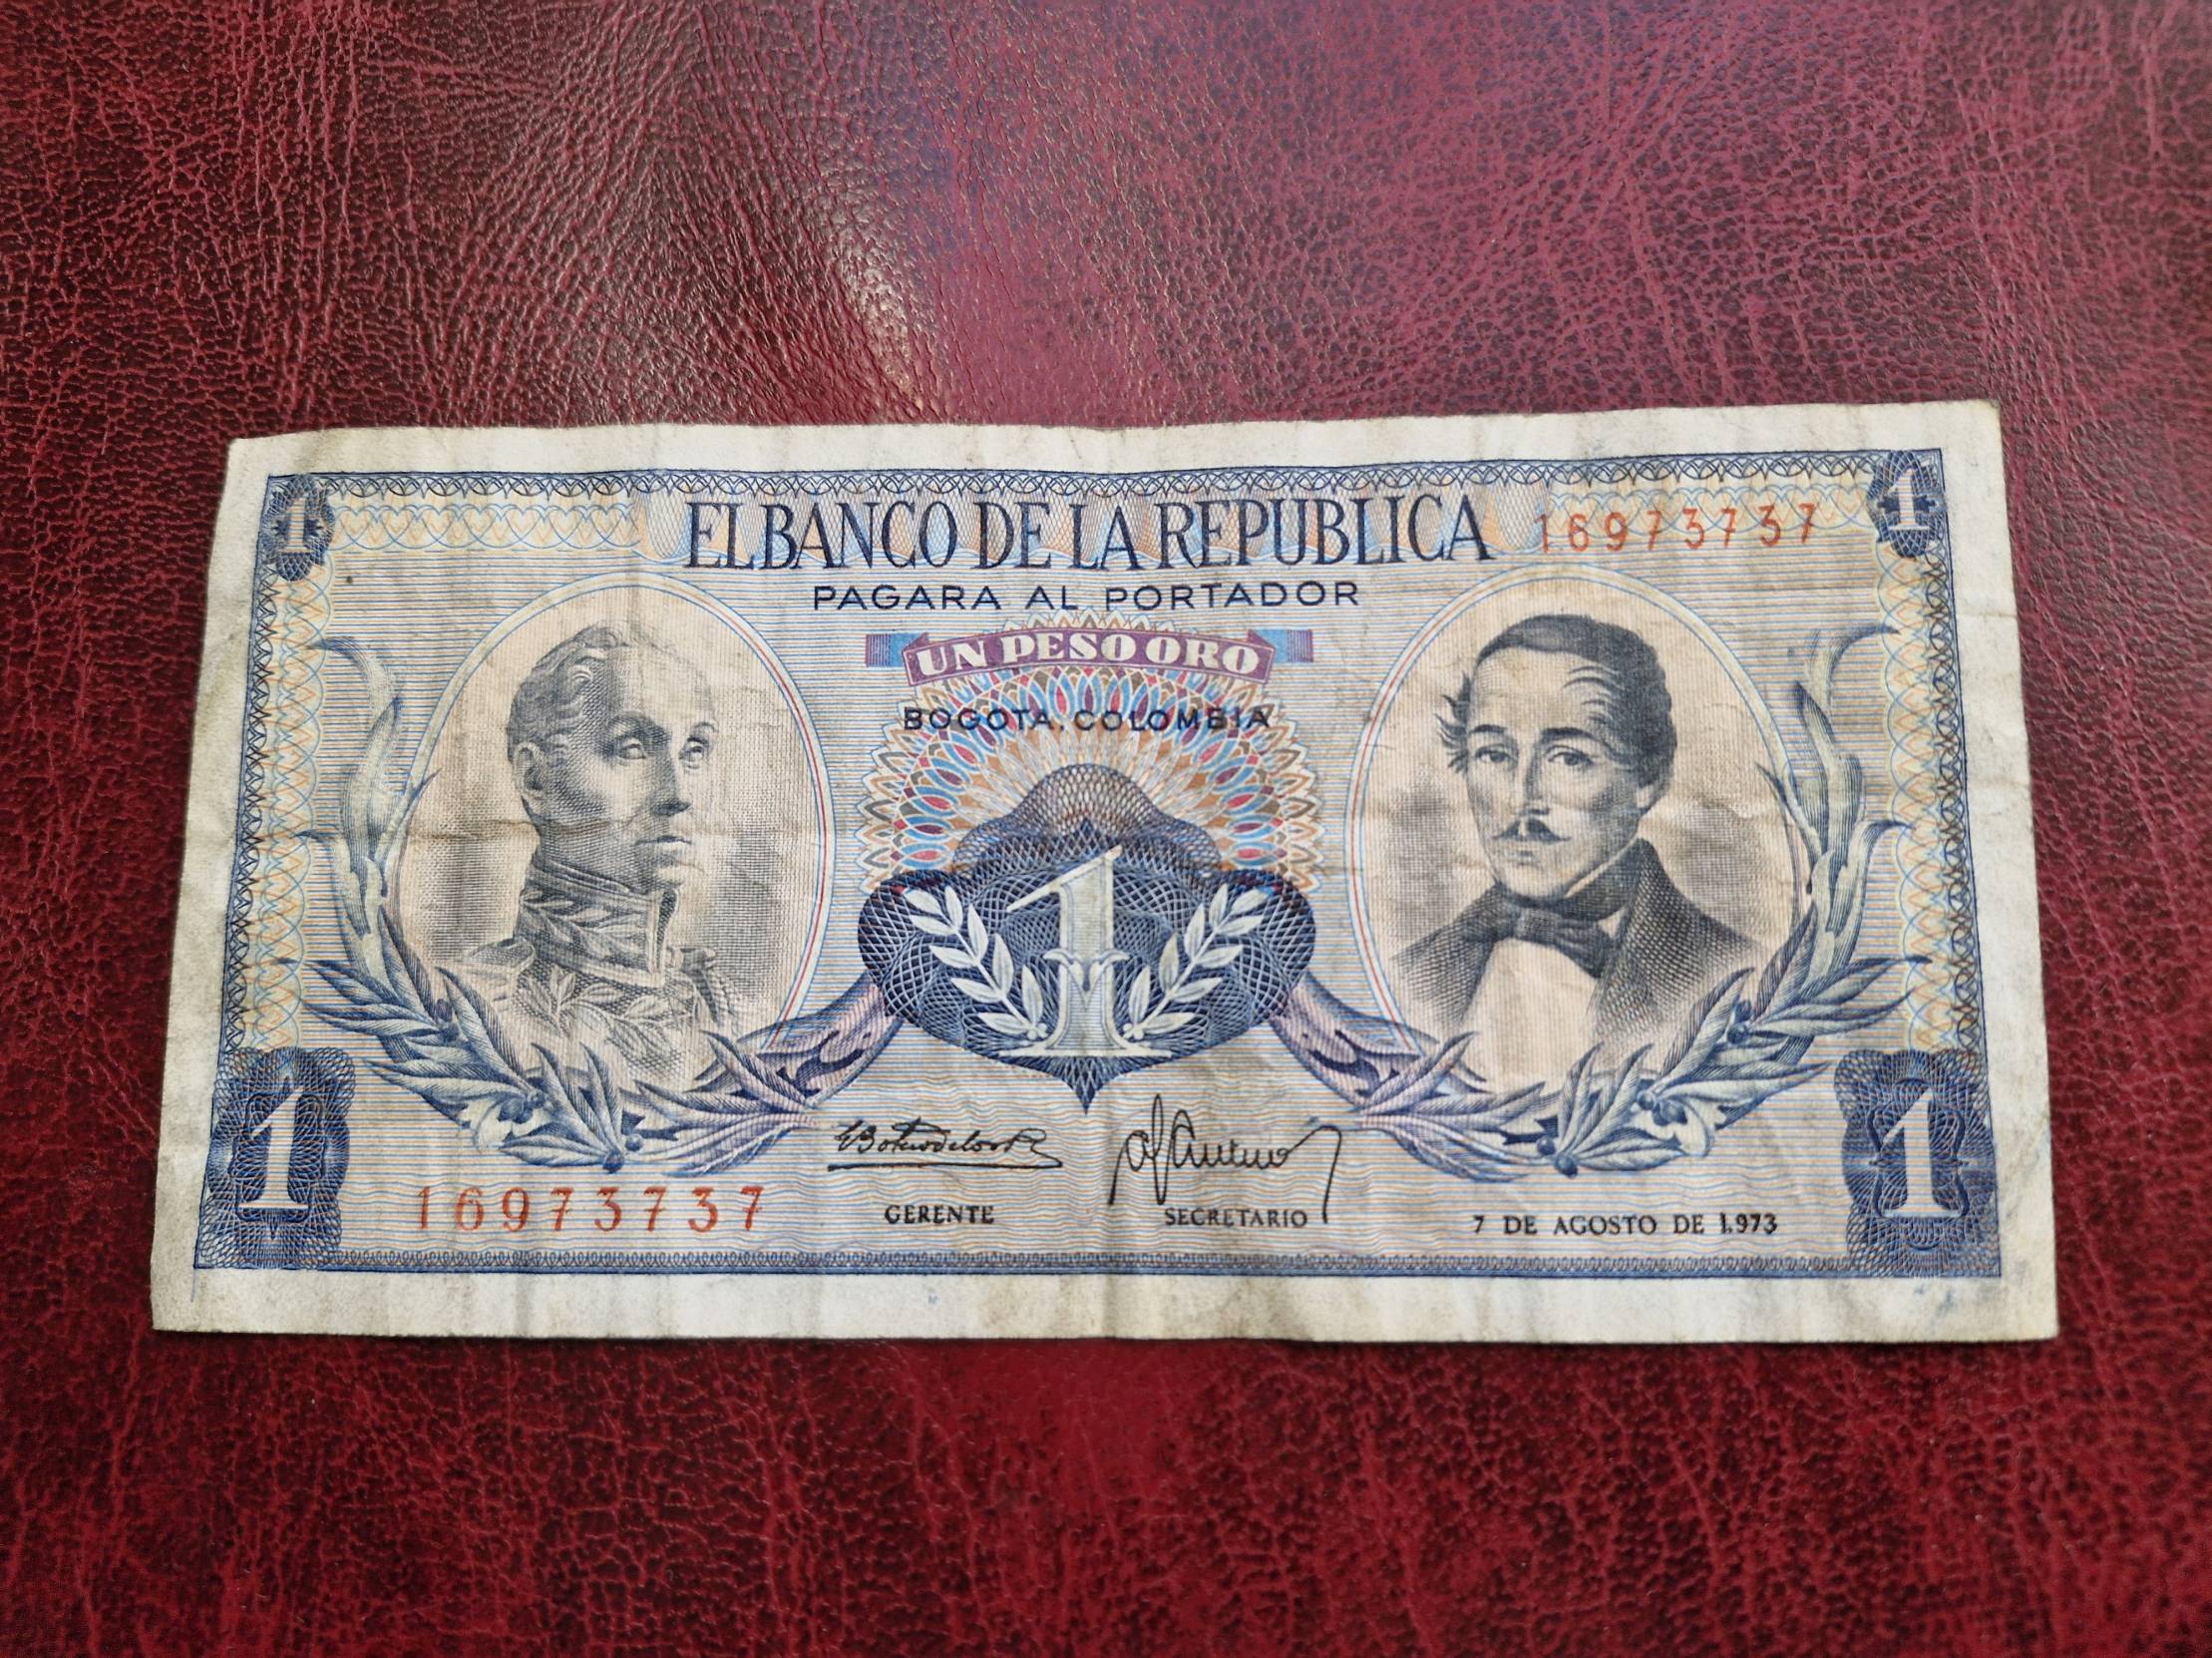 1 1
EL BANCO DE LA REPUBLICA 16973737
PAGARA AL PORTADOR
UN PESO ORO
BOGOTA, COLOMBIA
1
1 1
16973737 GERENTE SECRETARIO 7 DE AGOSTO DE 1.973